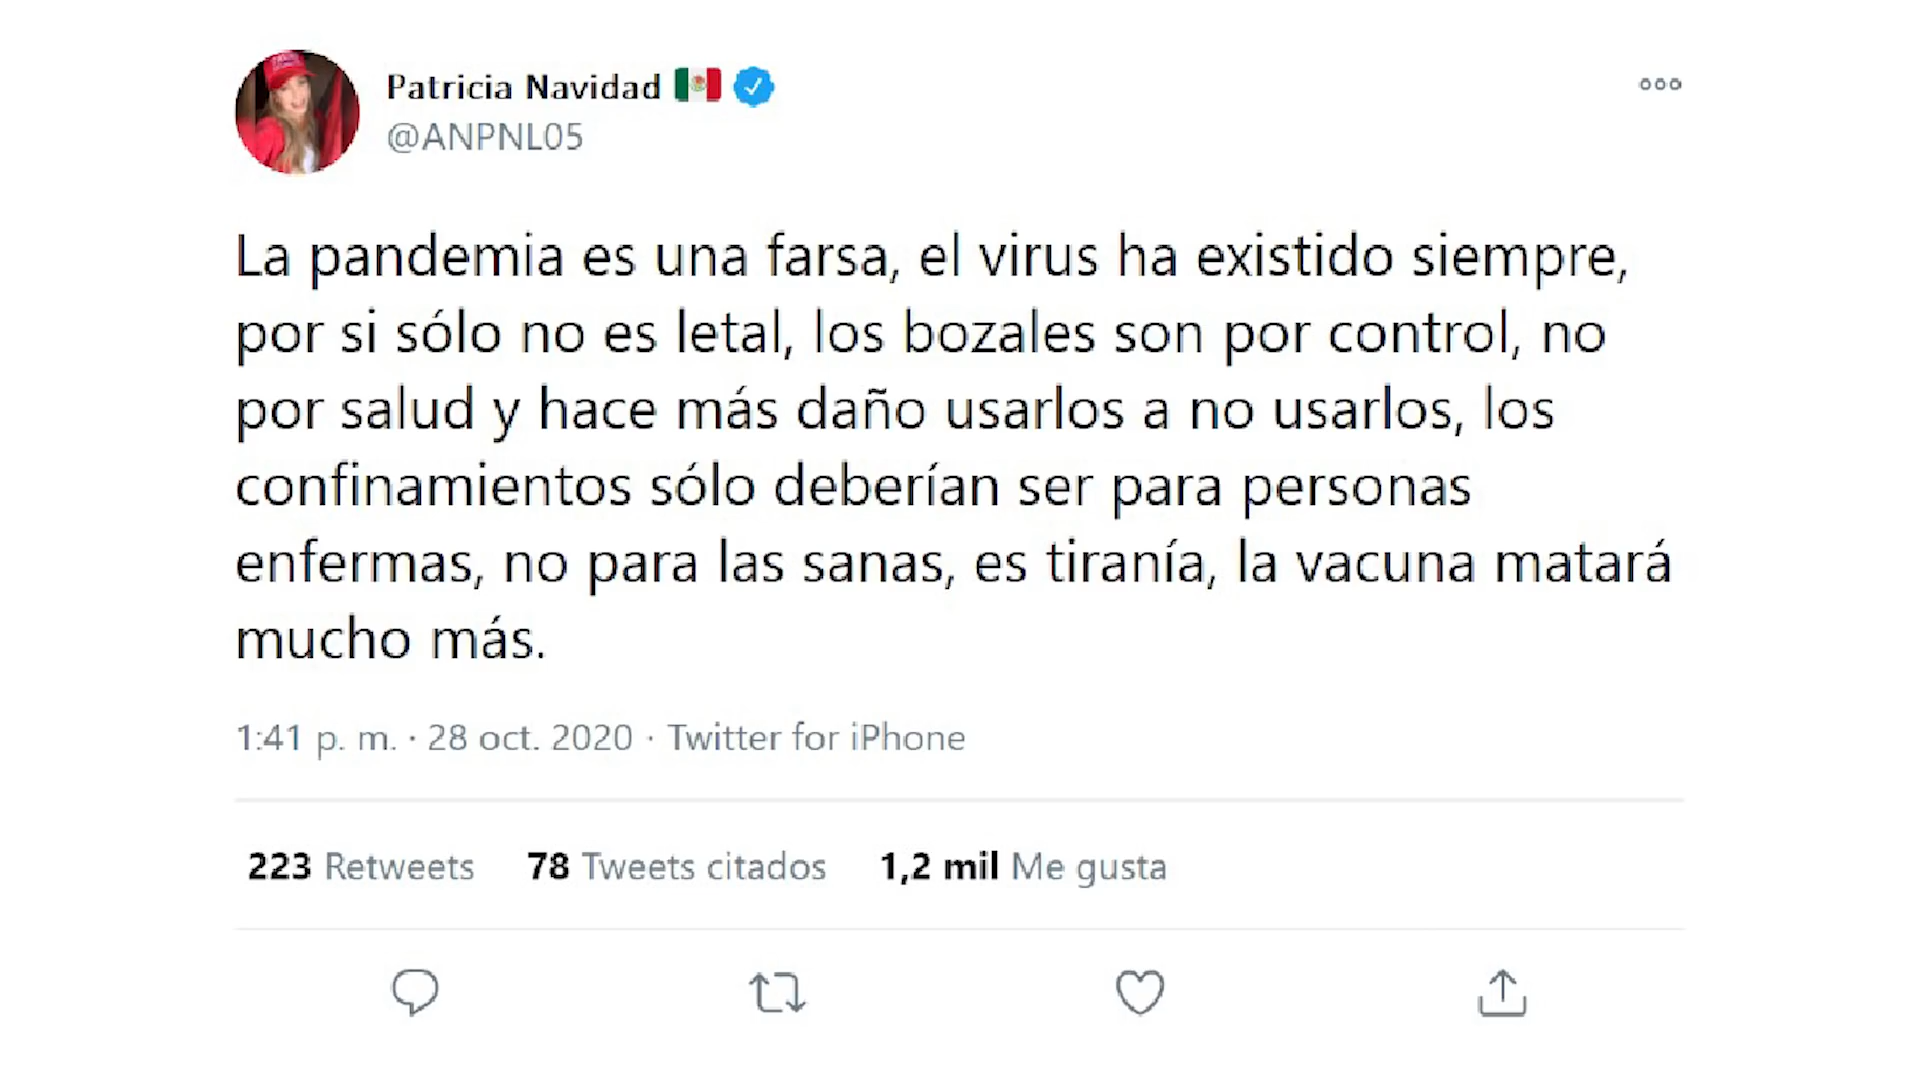 Patricia Navidad
@ANPNL05
La pandemia es una farsa, el virus ha existido siempre,
por si sólo no es letal, los bozales son por control, no
por salud y hace más daño usarlos a no usarlos, los
confinamientos sólo deberían ser para personas
enfermas, no para las sanas, es tiranía, la vacuna matará
mucho más.
1:41 p. m. · 28 oct. 2020 · Twitter for iPhone
223 Retweets 78 Tweets citados 1,2 mil Me gusta